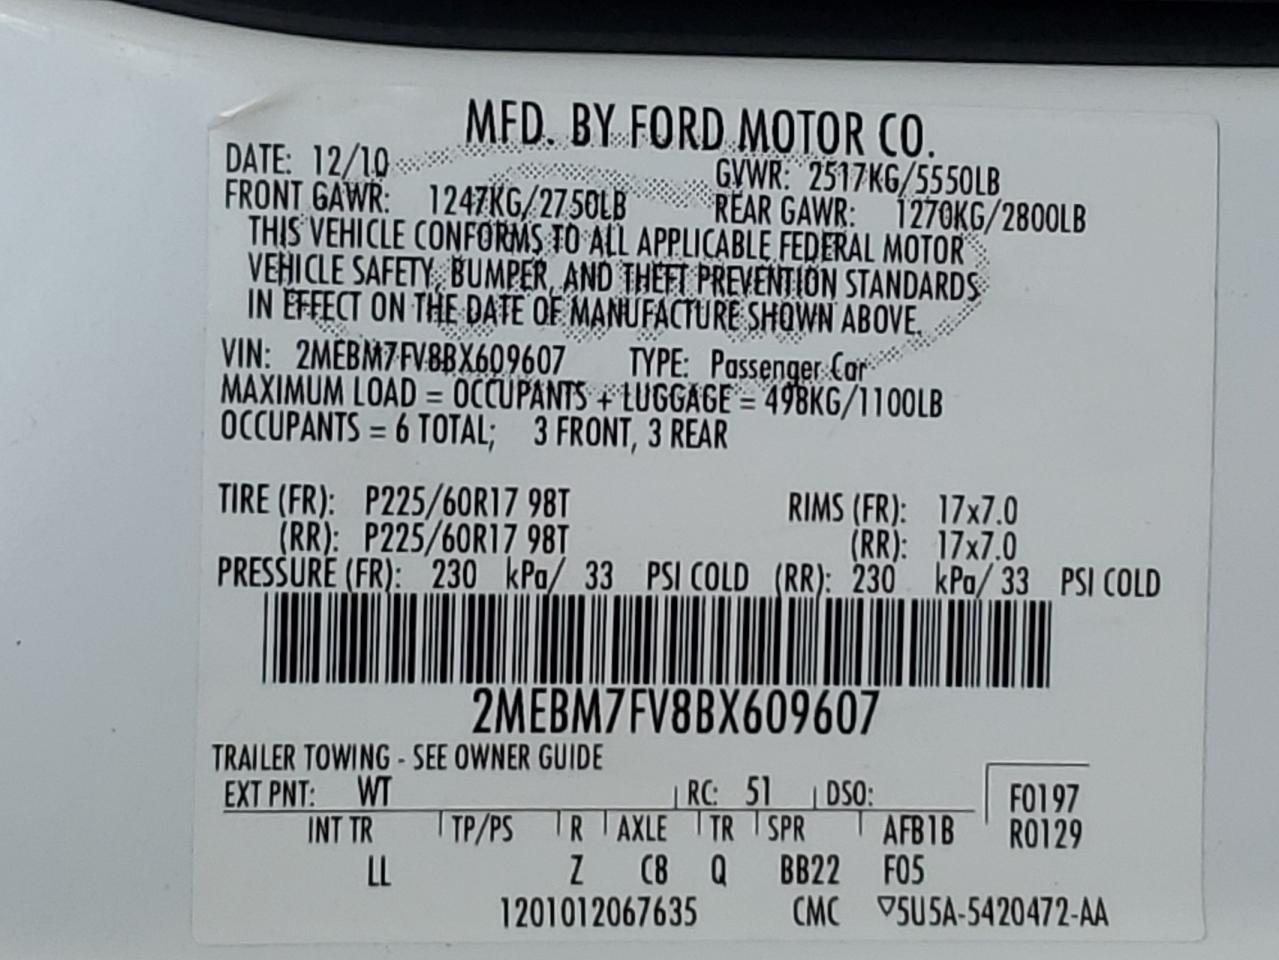 MFD. BY FORD MOTOR CO.
DATE: 12/10 GVWR: 2517KG/5550LB
FRONT GAWR: 1247KG/2750LB REAR GAWR: 1270KG/2800LB
THIS VEHICLE CONFORMS TO ALL APPLICABLE FEDERAL MOTOR
VEHICLE SAFETY, BUMPER, AND THEFT PREVENTION STANDARDS
IN EFFECT ON THE DATE OF MANUFACTURE SHOWN ABOVE.
VIN: 2MEBM7FV8BX609607 TYPE: Passenger Car
MAXIMUM LOAD = OCCUPANTS + LUGGAGE = 498KG/1100LB
OCCUPANTS = 6 TOTAL; 3 FRONT, 3 REAR
TIRE (FR): P225/60R17 98T RIMS (FR): 17x7.0
(RR): P225/60R17 98T (RR): 17x7.0
PRESSURE (FR): 230 kPa/ 33 PSI COLD (RR): 230 kPa/ 33 PSI COLD
2MEBM7FV8BX609607
TRAILER TOWING - SEE OWNER GUIDE
EXT PNT: WT RC: 51 DSO: F0197
INT TR TP/PS R AXLE TR SPR AFB1B R0129
LL Z C8 Q BB22 F05
1201012067635 CMC ▽5U5A-5420472-AA